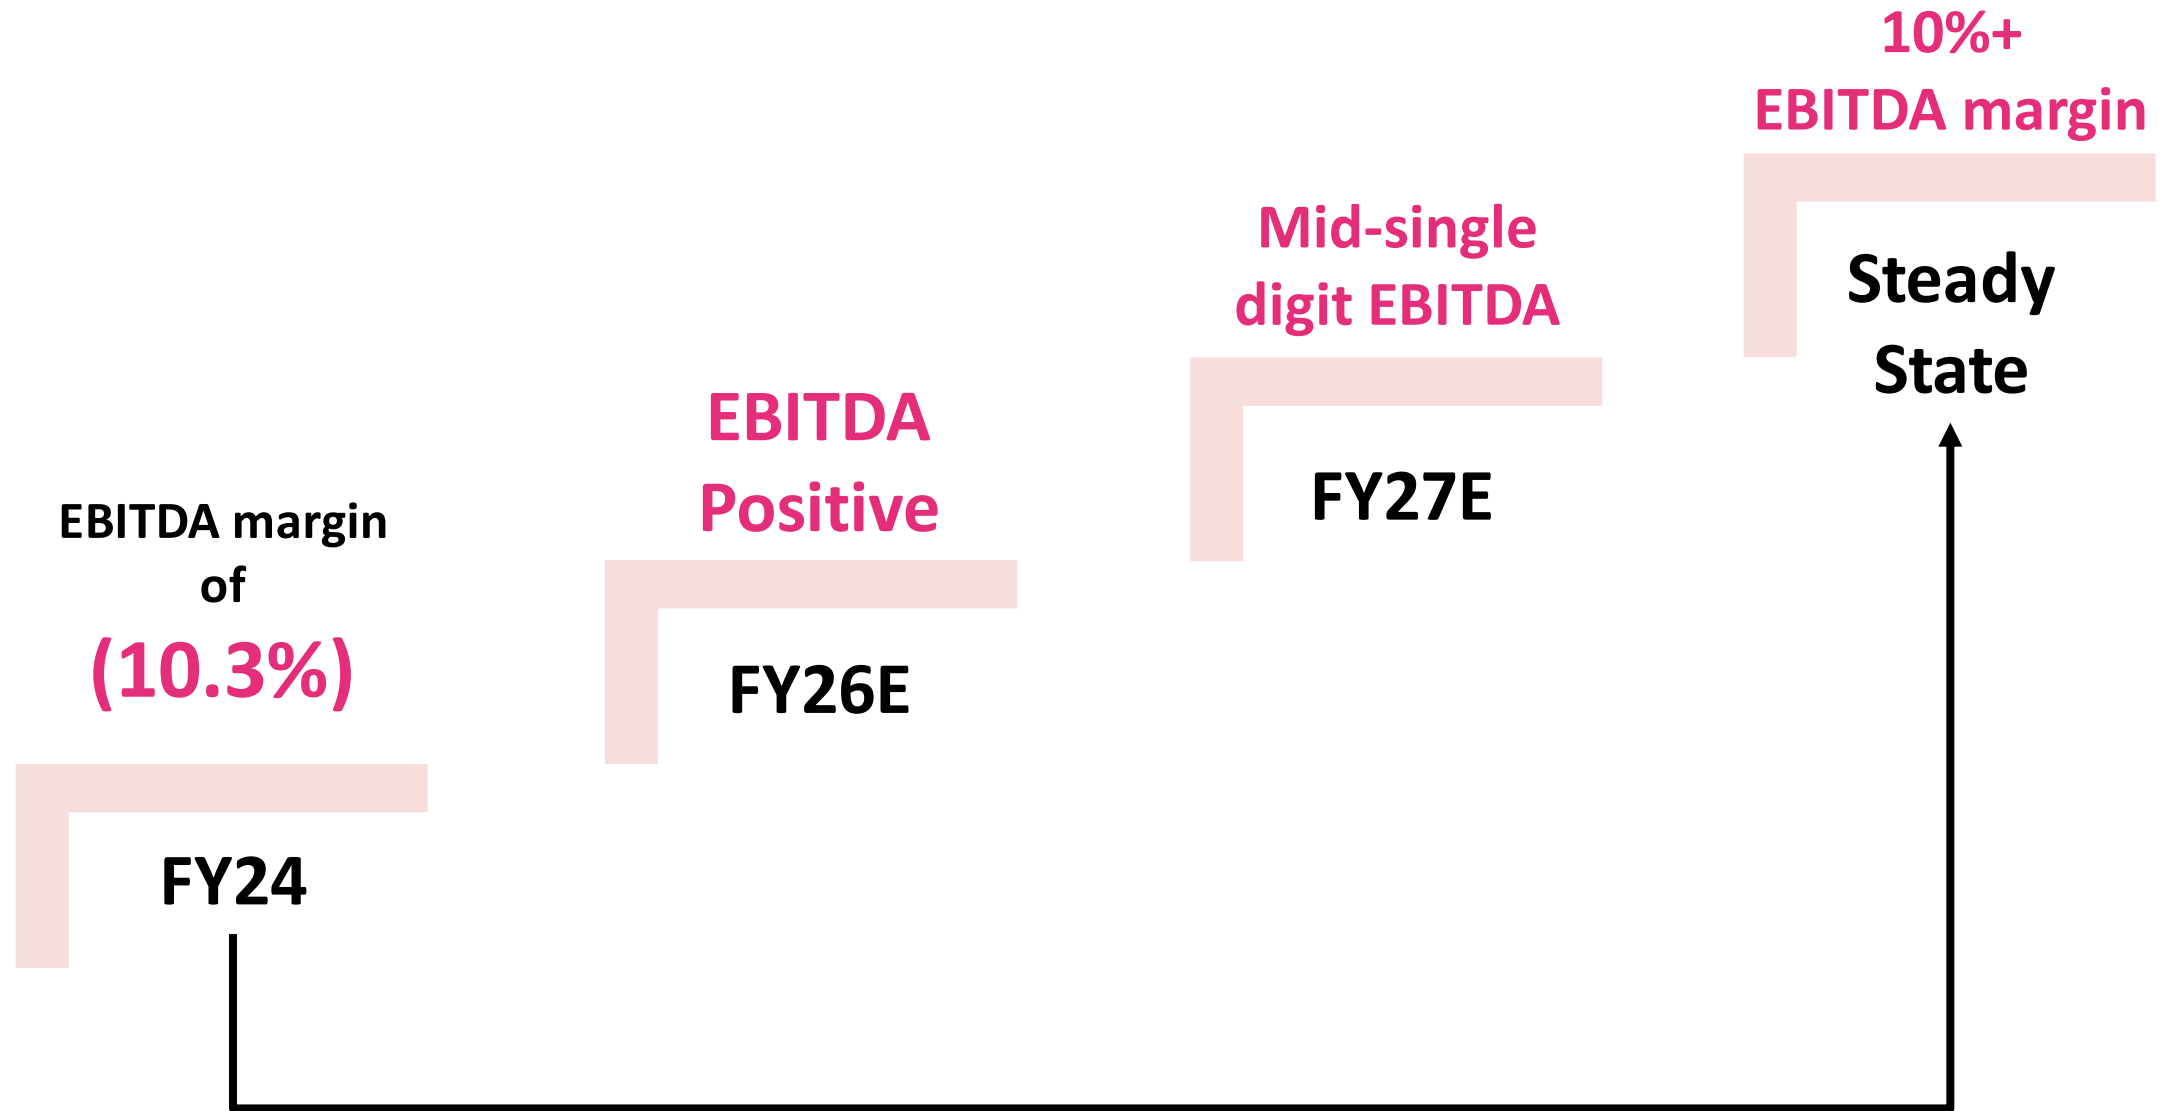 EBITDA margin
of
(10.3%)
FY24
EBITDA
Positive
FY26E
Mid-single
digit EBITDA
FY27E
10%+
EBITDA margin
Steady
State